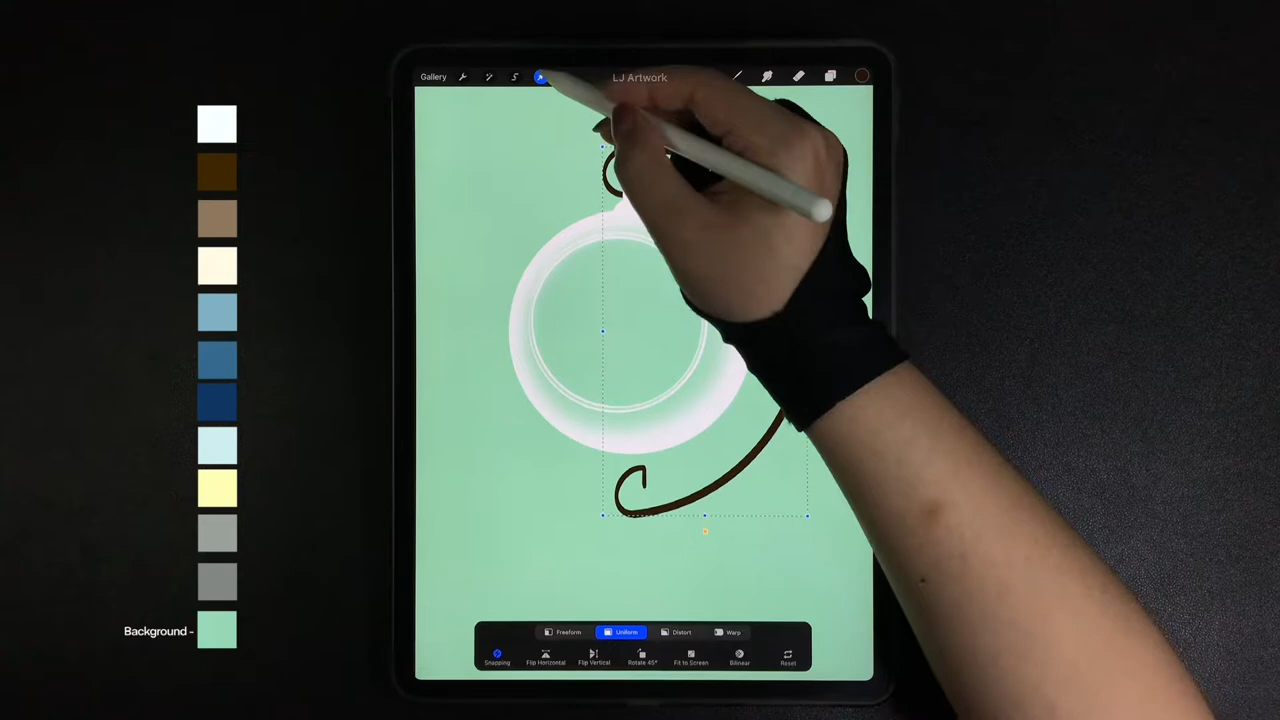 Gallery
LJ Artwork
Background -
Freeform
Uniform
Distort
Warp
Snapping
Flip Horizontal
Flip Vertical
Rotate 45°
Fit to Screen
Bilinear
Reset